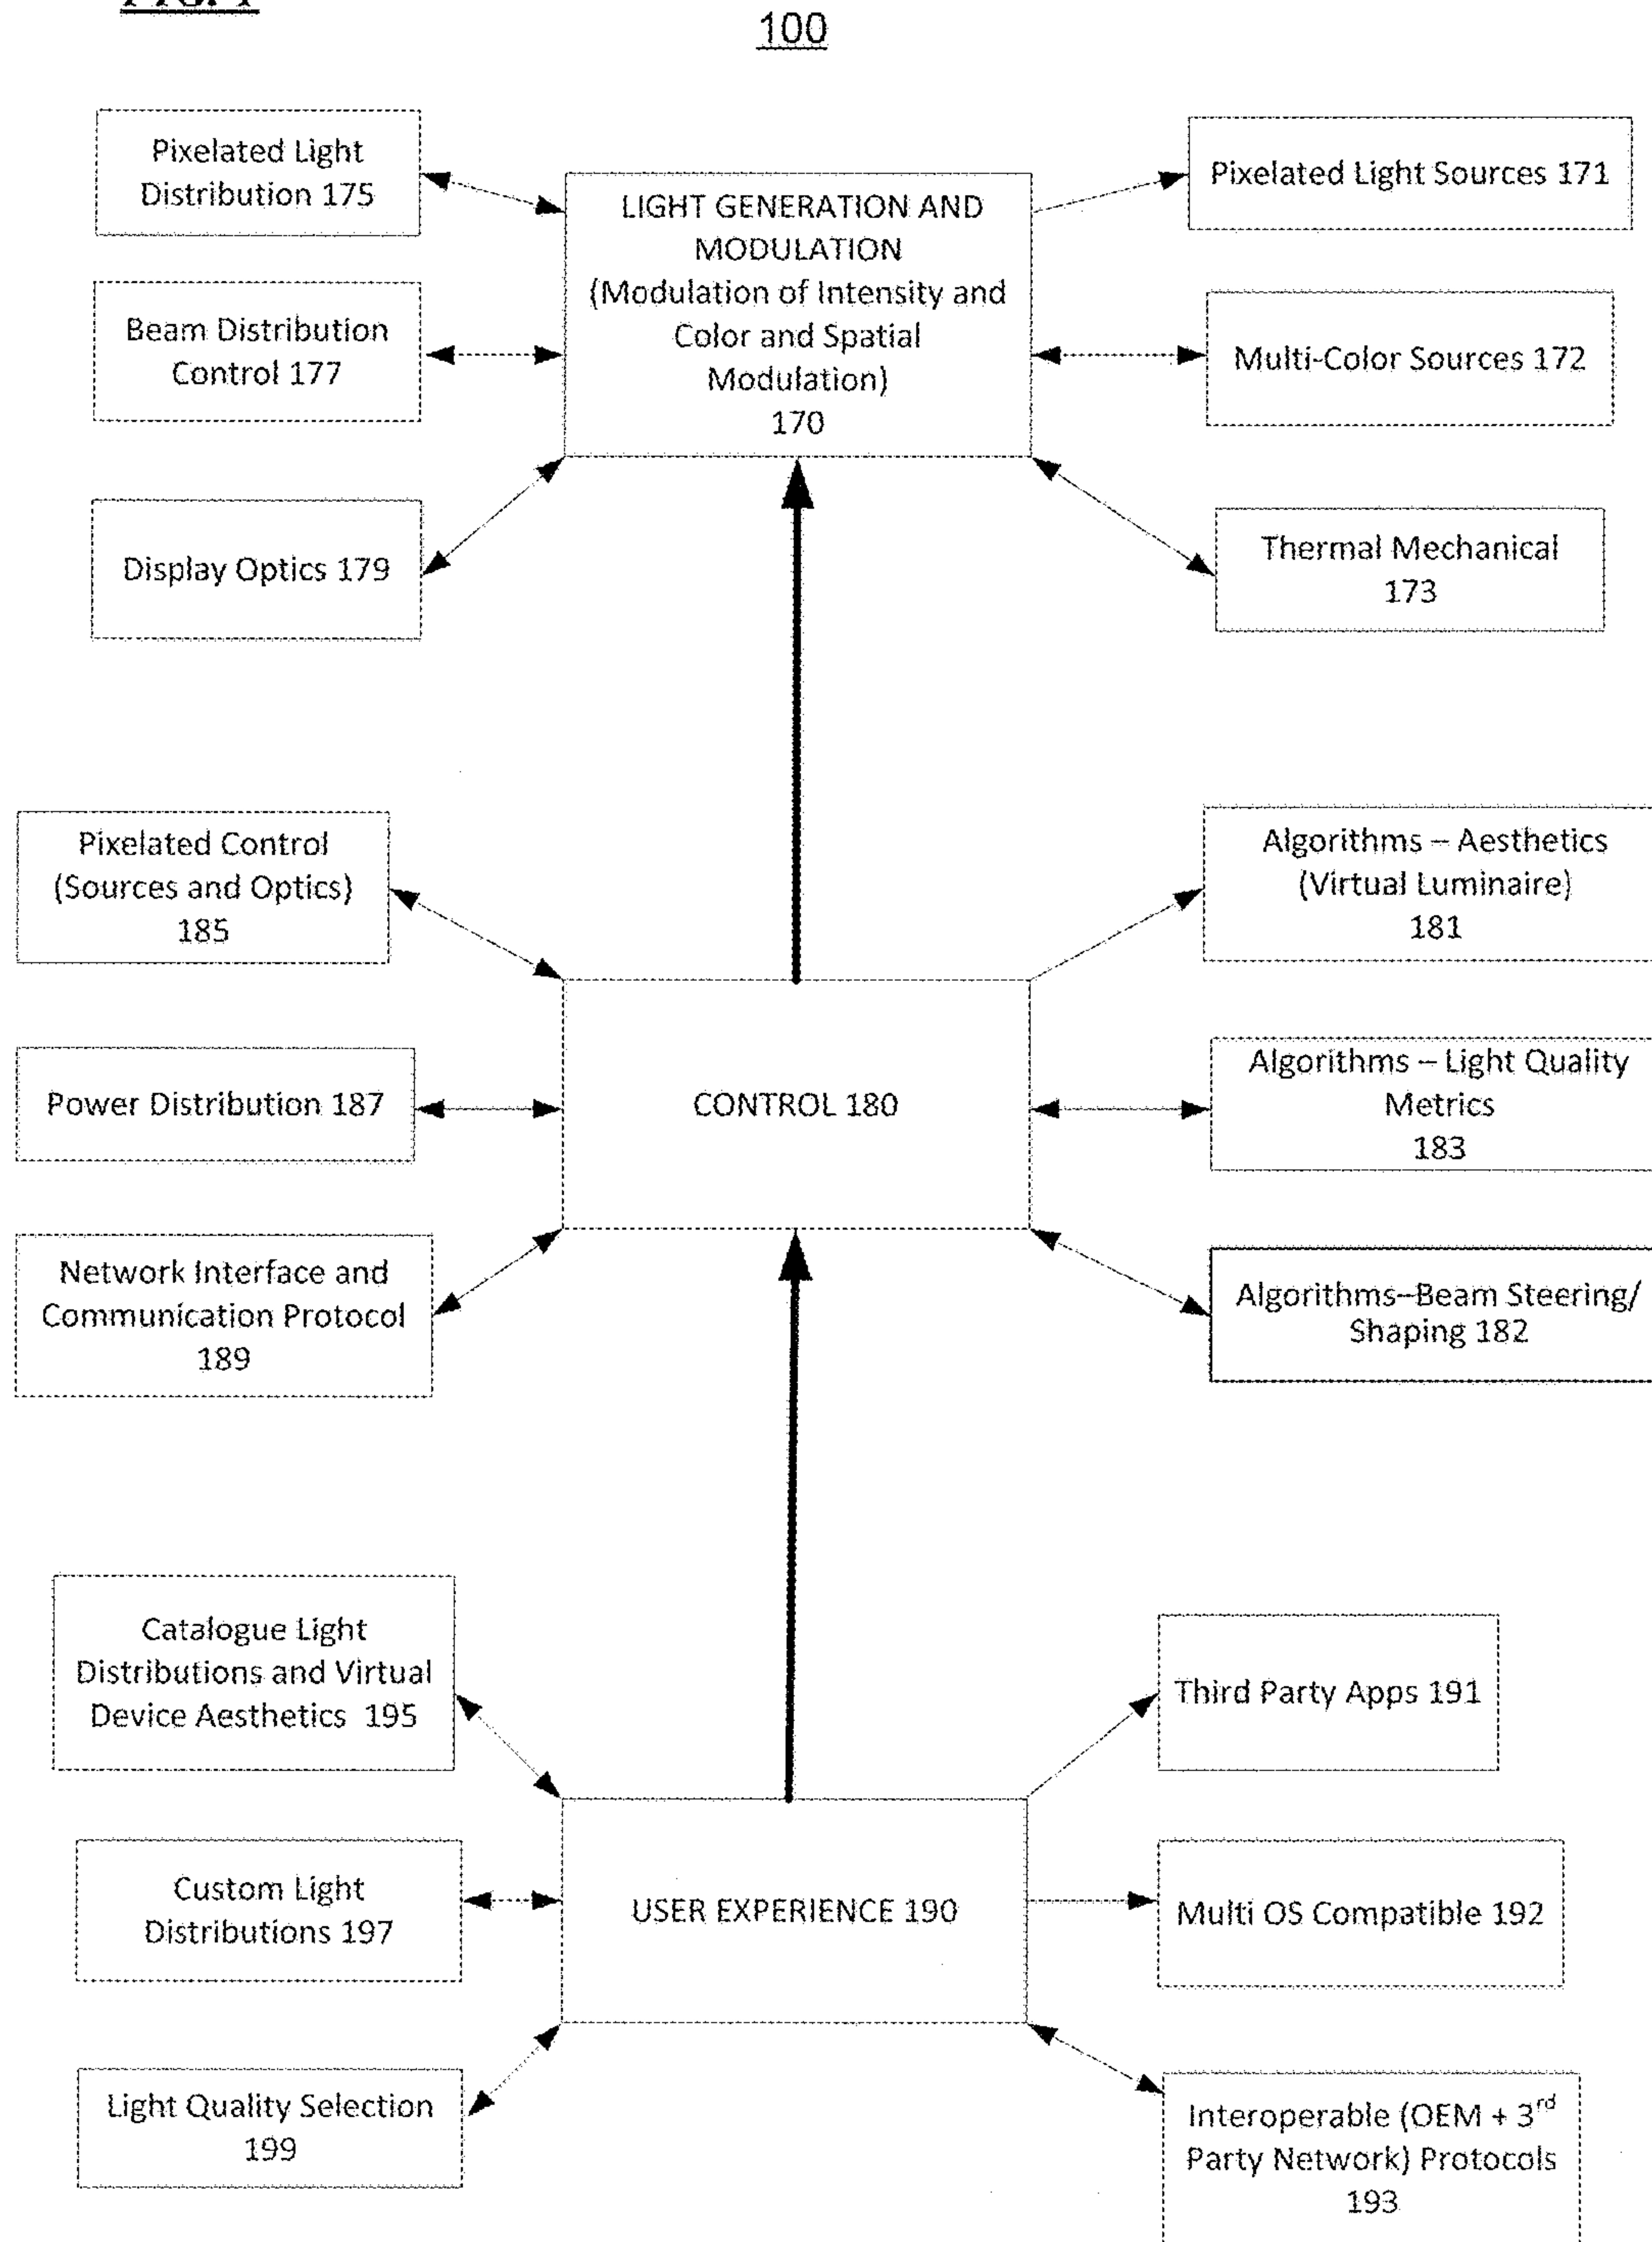 FIG. 1
100
Pixelated Light
Distribution 175
LIGHT GENERATION AND
MODULATION
(Modulation of Intensity and
Color and Spatial
Modulation)
170
Pixelated Light Sources 171
Beam Distribution
Control 177
Multi-Color Sources 172
Display Optics 179
Thermal Mechanical
173
Pixelated Control
(Sources and Optics)
185
Algorithms – Aesthetics
(Virtual Luminaire)
181
Power Distribution 187
CONTROL 180
Algorithms – Light Quality
Metrics
183
Network Interface and
Communication Protocol
189
Algorithms–Beam Steering/
Shaping 182
Catalogue Light
Distributions and Virtual
Device Aesthetics 195
Third Party Apps 191
Custom Light
Distributions 197
USER EXPERIENCE 190
Multi OS Compatible 192
Light Quality Selection
199
Interoperable (OEM + 3rd
Party Network) Protocols
193